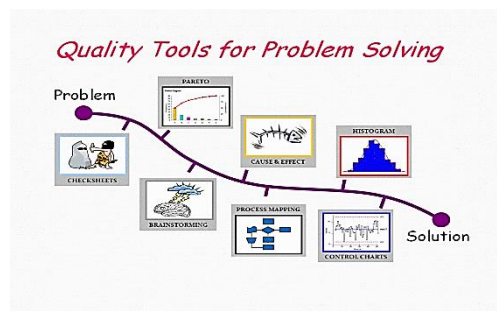 Quality Tools for Problem Solving
Problem
PARETO
CHECKSHEETS
BRAINSTORMING
CAUSE & EFFECT
PROCESS MAPPING
HISTOGRAM
CONTROL CHARTS
Solution